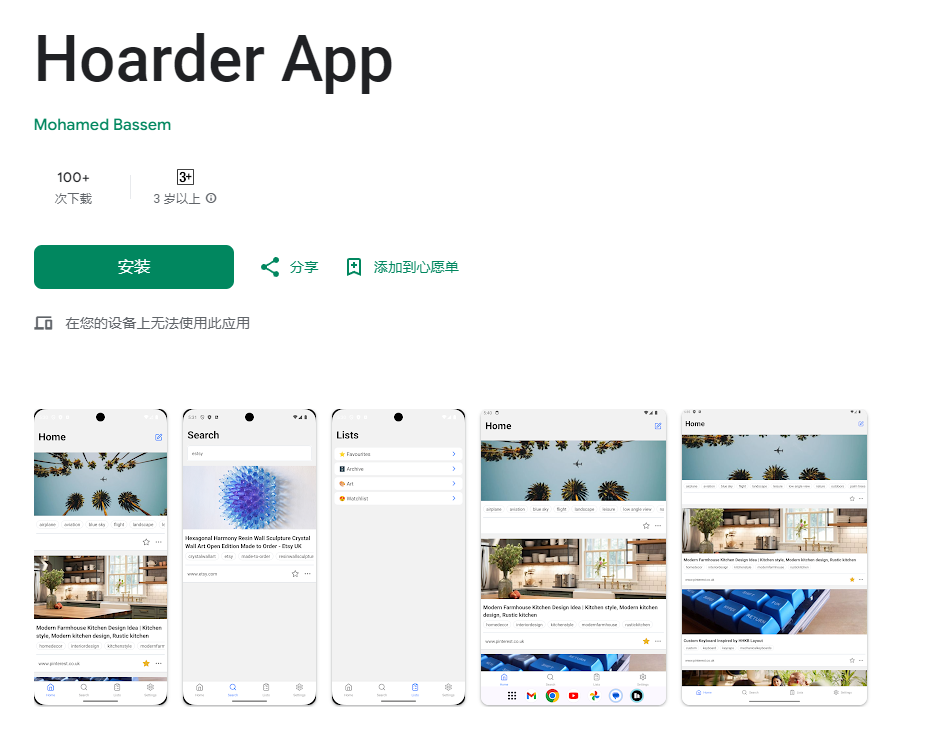 Hoarder App
Mohamed Bassem
100+
次下载
3+
3 岁以上
安装
分享
添加到心愿单
在您的设备上无法使用此应用
Home
airplane aviation blue sky flight landscape
Modern Farmhouse Kitchen Design Idea | Kitchen
style, Modern kitchen design, Rustic kitchen
homedecor interiordesign kitchenstyle modernfarm
www.pinterest.co.uk
Home Search Lists Settings
Search
etsy
Hexagonal Harmony Resin Wall Sculpture Crystal
Wall Art Open Edition Made to Order - Etsy UK
crystalwallart etsy made-to-order resinwallsculptur
www.etsy.com
Home Search Lists Settings
Lists
Favourites
Archive
Art
Watchlist
Home Search Lists Settings
Home
airplane aviation blue sky flight landscape leisure low angle view
Modern Farmhouse Kitchen Design Idea | Kitchen style, Modern kitchen
design, Rustic kitchen
homedecor interiordesign kitchenstyle modernfarmhouse rustickitchen
www.pinterest.co.uk
Home Search Lists Settings
Home
airplane aviation blue sky flight landscape leisure low angle view nature outdoors
Modern Farmhouse Kitchen Design Idea | Kitchen style, Modern kitchen design, Rustic kitchen
homedecor interiordesign kitchenstyle modernfarmhouse rustickitchen
www.pinterest.co.uk
RETURN
Custom Keyboard Inspired by HHKB Layout
custom keyboard keycaps mechanicalkeyboards
www.pinterest.co.uk
Home Search Lists Settings